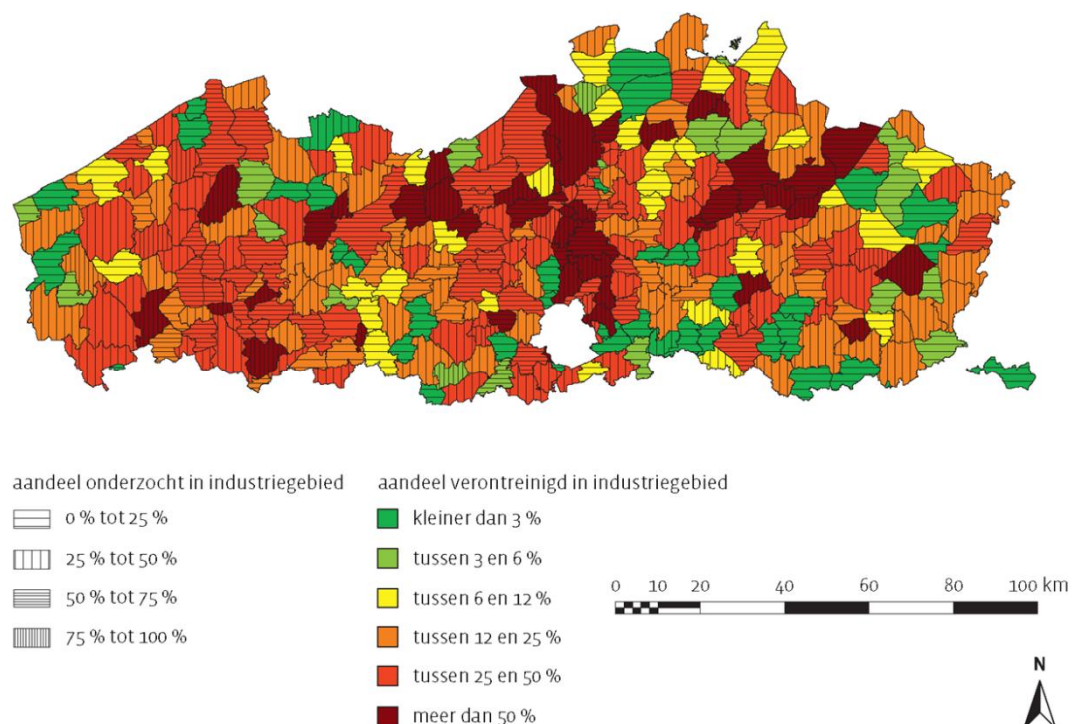 aandeel onderzocht in industriegebied
0 % tot 25 %
25 % tot 50 %
50 % tot 75 %
75 % tot 100 %
aandeel verontreinigd in industriegebied
kleiner dan 3 %
tussen 3 en 6 %
tussen 6 en 12 %
tussen 12 en 25 %
tussen 25 en 50 %
meer dan 50 %
0 10 20 40 60 80 100 km
N